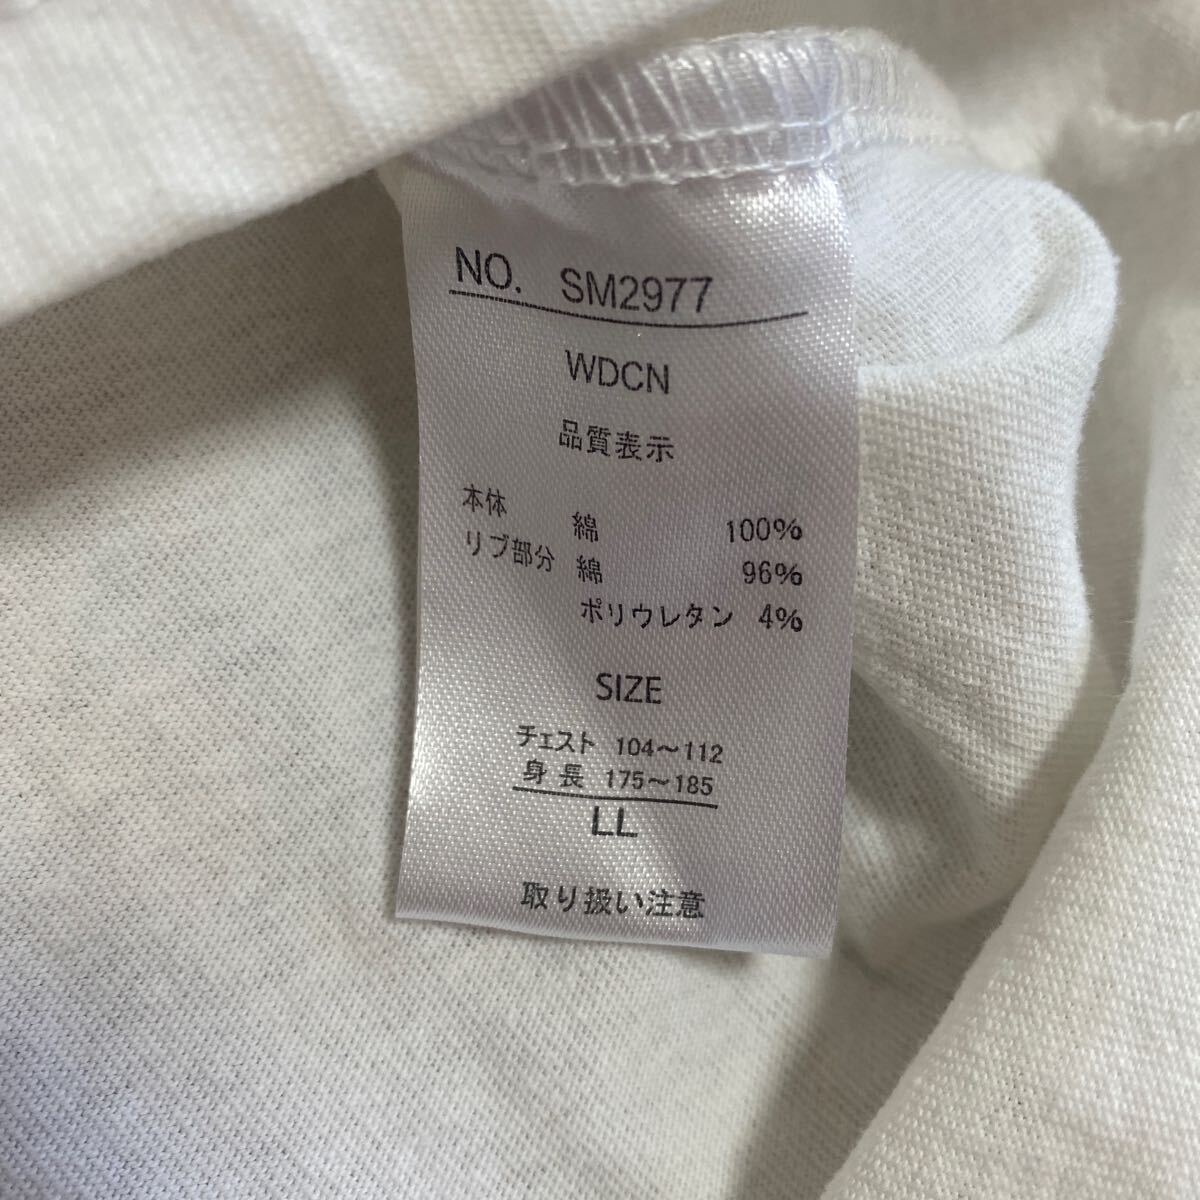 NO. SM2977
WDCN
品質表示
本体 綿 100%
リブ部分 綿 96%
ポリウレタン 4%
SIZE
チェスト 104〜112
身長 175〜185
LL
取り扱い注意